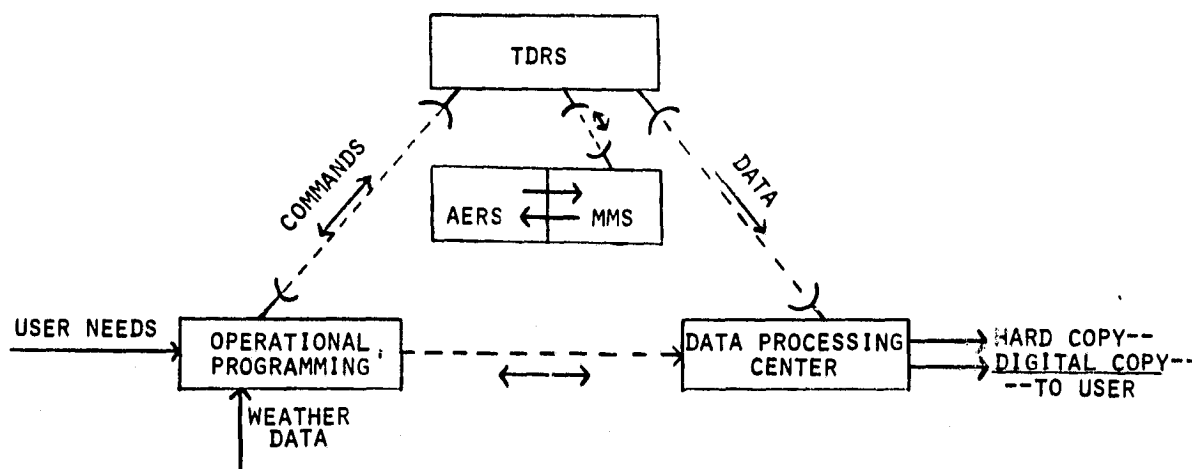 TDRS
COMMANDS
DATA
AERS
MMS
USER NEEDS
OPERATIONAL
PROGRAMMING
DATA PROCESSING
CENTER
HARD COPY--
DIGITAL COPY--
--TO USER
WEATHER
DATA